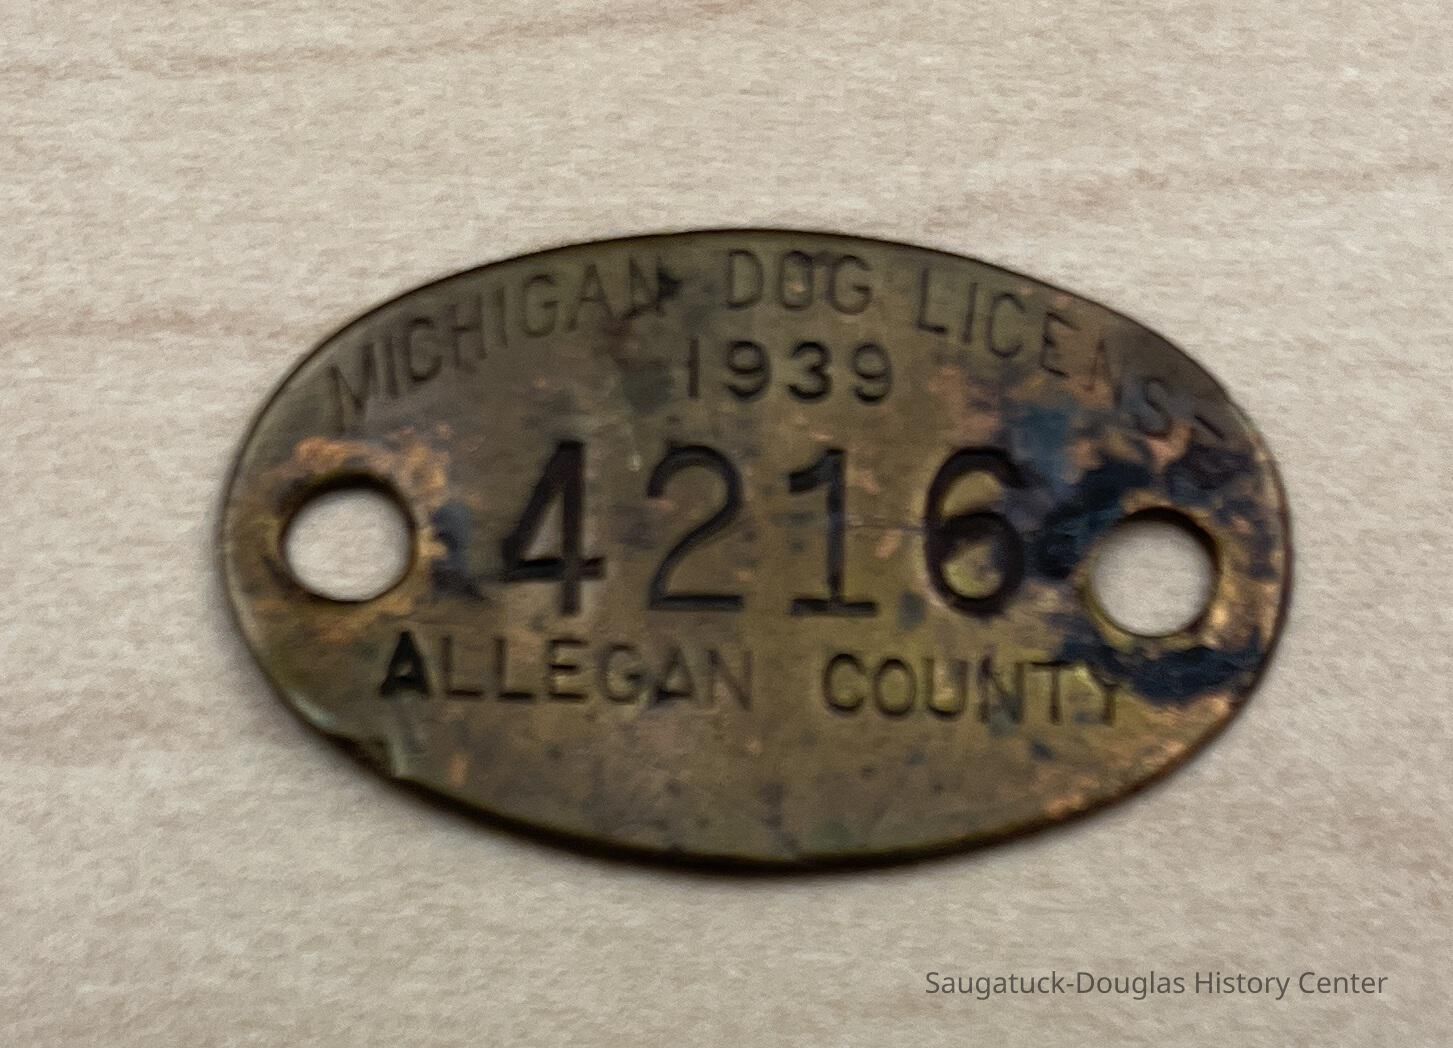 MICHIGAN DOG LICENSE
1939
4216
ALLEGAN COUNTY
Saugatuck-Douglas History Center